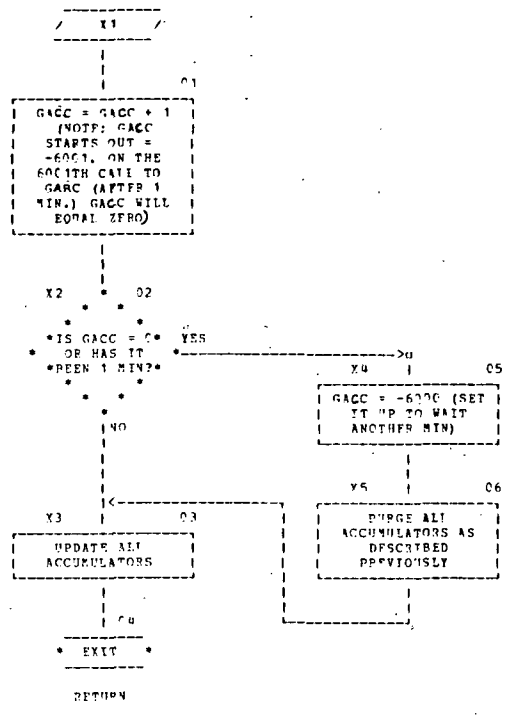 / X1 /
01
GACC = GACC + 1
(NOTE: GACC
STARTS OUT =
-6001. ON THE
6001TH CALL TO
GARC (AFTER 1
MIN.) GACC WILL
EQUAL ZERO)
X2 02
*IS GACC = 0* YES
* OR HAS IT *
*BEEN 1 MIN?*
NO
X4 05
GACC = -6000 (SET
IT UP TO WAIT
ANOTHER MIN)
X5 06
PURGE ALL
ACCUMULATORS AS
DESCRIBED
PREVIOUSLY
X3 03
UPDATE ALL
ACCUMULATORS
04
* EXIT *
RETURN